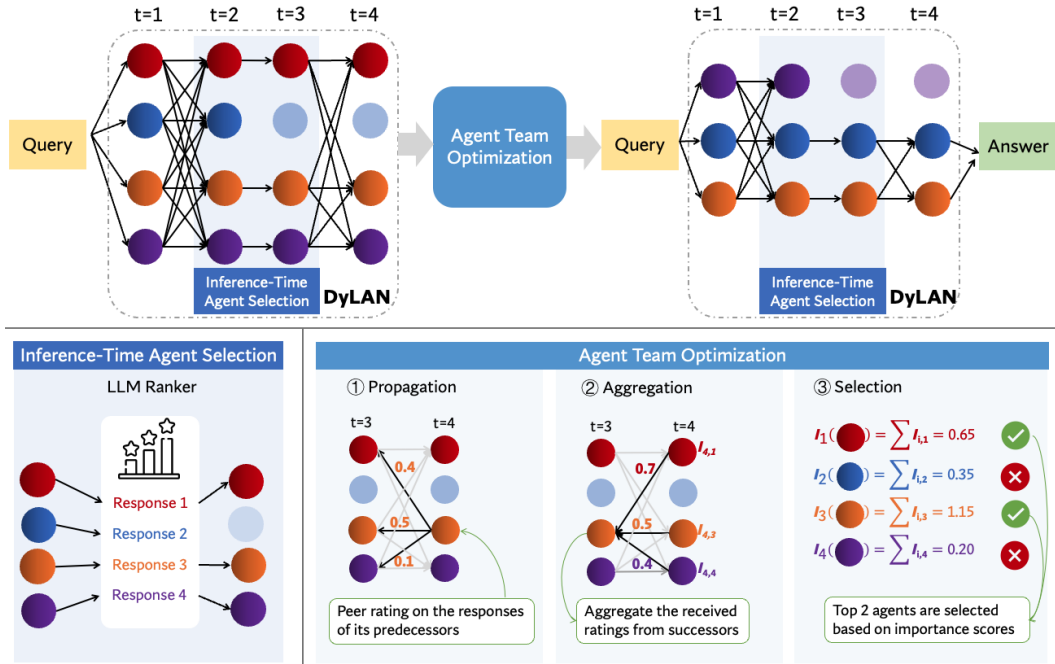 t=1 t=2 t=3 t=4
t=1 t=2 t=3 t=4
Query
Agent Team
Optimization
Query
Answer
Inference-Time
Agent Selection
DyLAN
Inference-Time
Agent Selection
DyLAN
Inference-Time Agent Selection
LLM Ranker
Response 1
Response 2
Response 3
Response 4
Agent Team Optimization
① Propagation
t=3 t=4
0.4
0.5
0.1
Peer rating on the responses
of its predecessors
② Aggregation
t=3 t=4
0.7
0.5
0.4
I4,1
I4,3
I4,4
Aggregate the received
ratings from successors
③ Selection
I1( ) = ∑ Ii,1 = 0.65
I2( ) = ∑ Ii,2 = 0.35
I3( ) = ∑ Ii,3 = 1.15
I4( ) = ∑ Ii,4 = 0.20
Top 2 agents are selected
based on importance scores